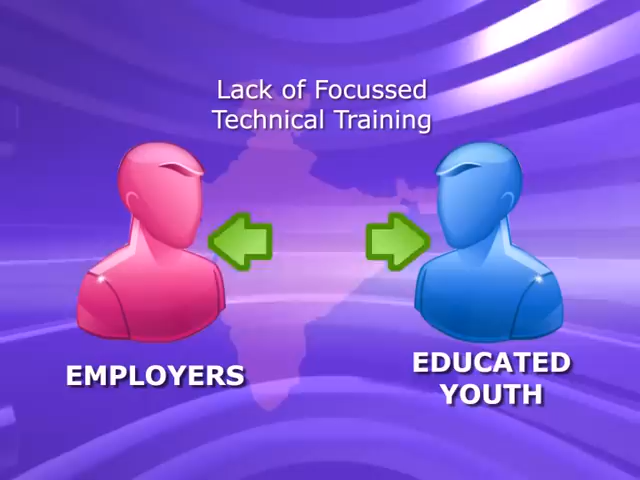 Lack of Focussed
Technical Training
EMPLOYERS
EDUCATED
YOUTH